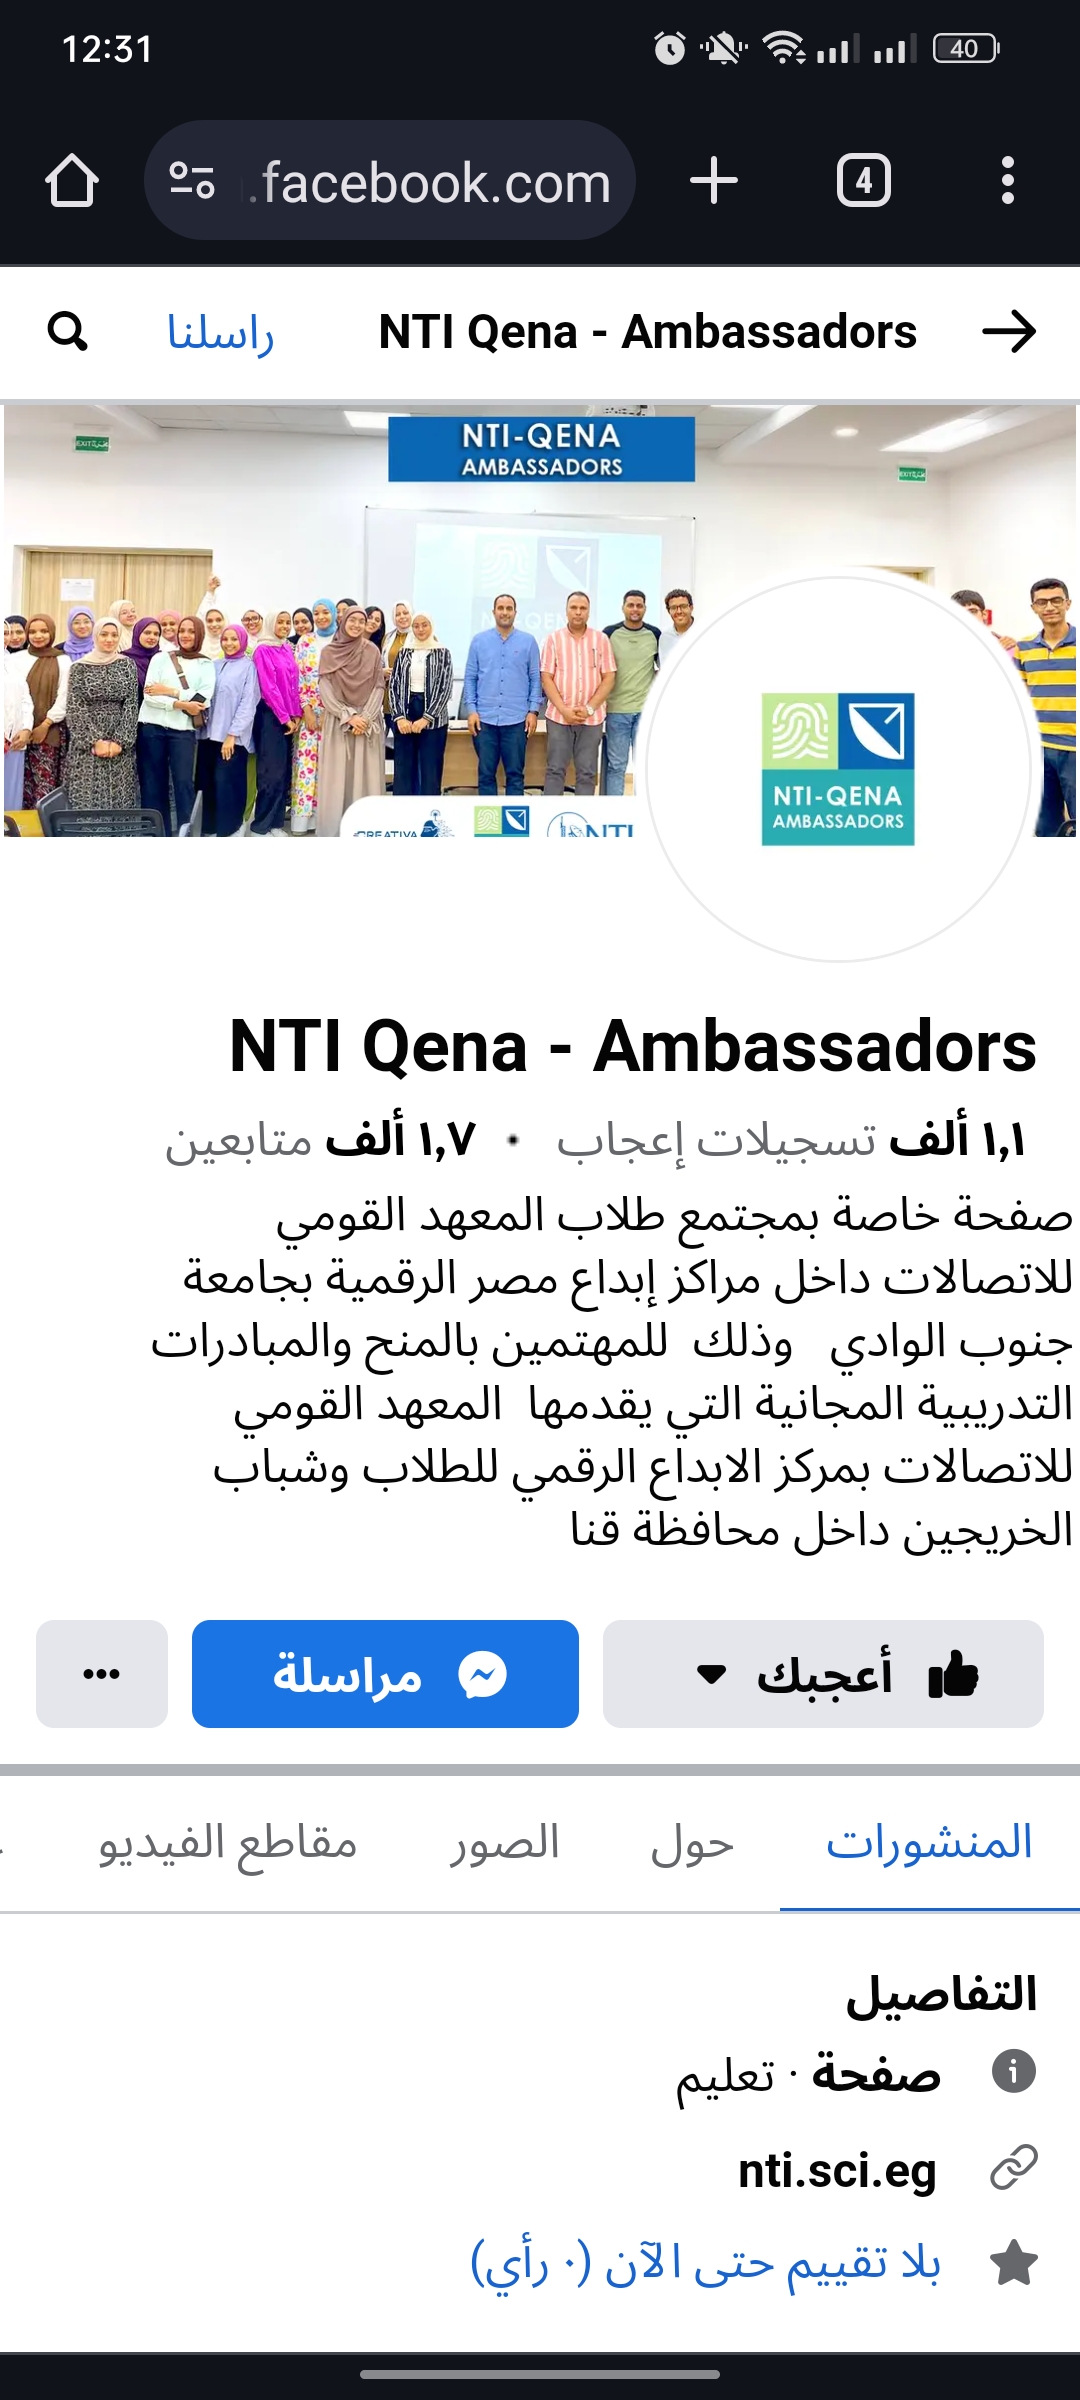 12:31
40
.facebook.com
4
NTI Qena - Ambassadors
راسلنا
NTI-QENA
AMBASSADORS
EXIT
EXIT
CREATIVA
NTI
NTI-QENA
AMBASSADORS
NTI Qena - Ambassadors
١,١ ألف تسجيلات إعجاب • ١,٧ ألف متابعين
صفحة خاصة بمجتمع طلاب المعهد القومي
للاتصالات داخل مراكز إبداع مصر الرقمية بجامعة
جنوب الوادي وذلك للمهتمين بالمنح والمبادرات
التدريبية المجانية التي يقدمها المعهد القومي
للاتصالات بمركز الابداع الرقمي للطلاب وشباب
الخريجين داخل محافظة قنا
أعجبك
مراسلة
المنشورات
حول
الصور
مقاطع الفيديو
التفاصيل
صفحة · تعليم
nti.sci.eg
بلا تقييم حتى الآن (٠ رأي)